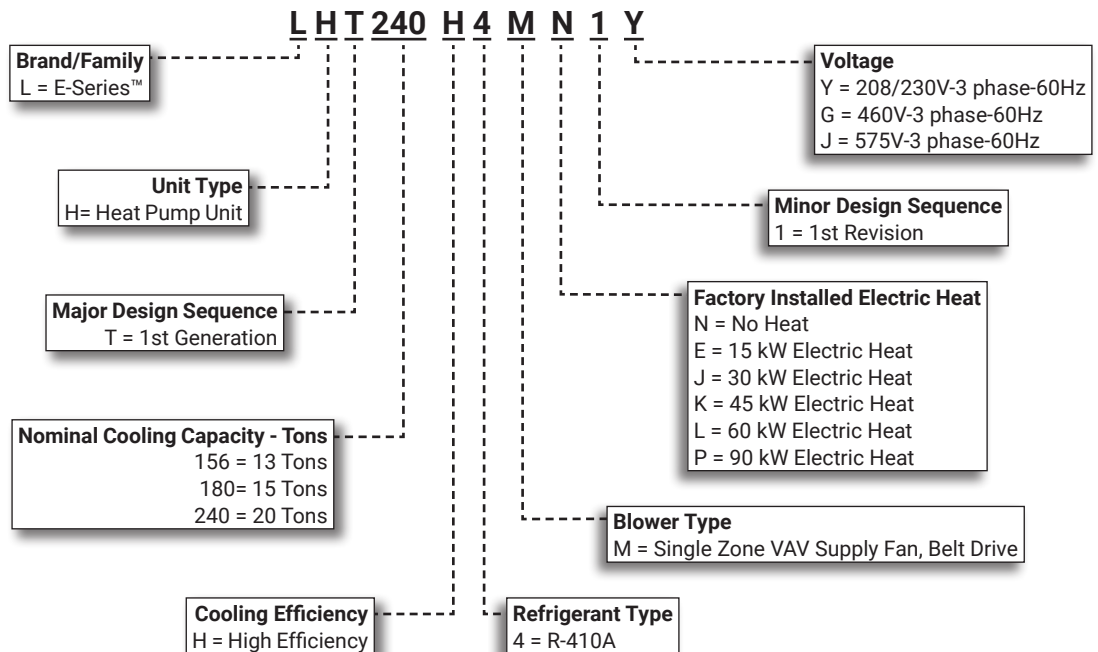 L H T 240 H 4 M N 1 Y
Brand/Family
L = E-Series™
Voltage
Y = 208/230V-3 phase-60Hz
G = 460V-3 phase-60Hz
J = 575V-3 phase-60Hz
Unit Type
H= Heat Pump Unit
Minor Design Sequence
1 = 1st Revision
Major Design Sequence
T = 1st Generation
Factory Installed Electric Heat
N = No Heat
E = 15 kW Electric Heat
J = 30 kW Electric Heat
K = 45 kW Electric Heat
L = 60 kW Electric Heat
P = 90 kW Electric Heat
Nominal Cooling Capacity - Tons
156 = 13 Tons
180= 15 Tons
240 = 20 Tons
Blower Type
M = Single Zone VAV Supply Fan, Belt Drive
Cooling Efficiency
H = High Efficiency
Refrigerant Type
4 = R-410A